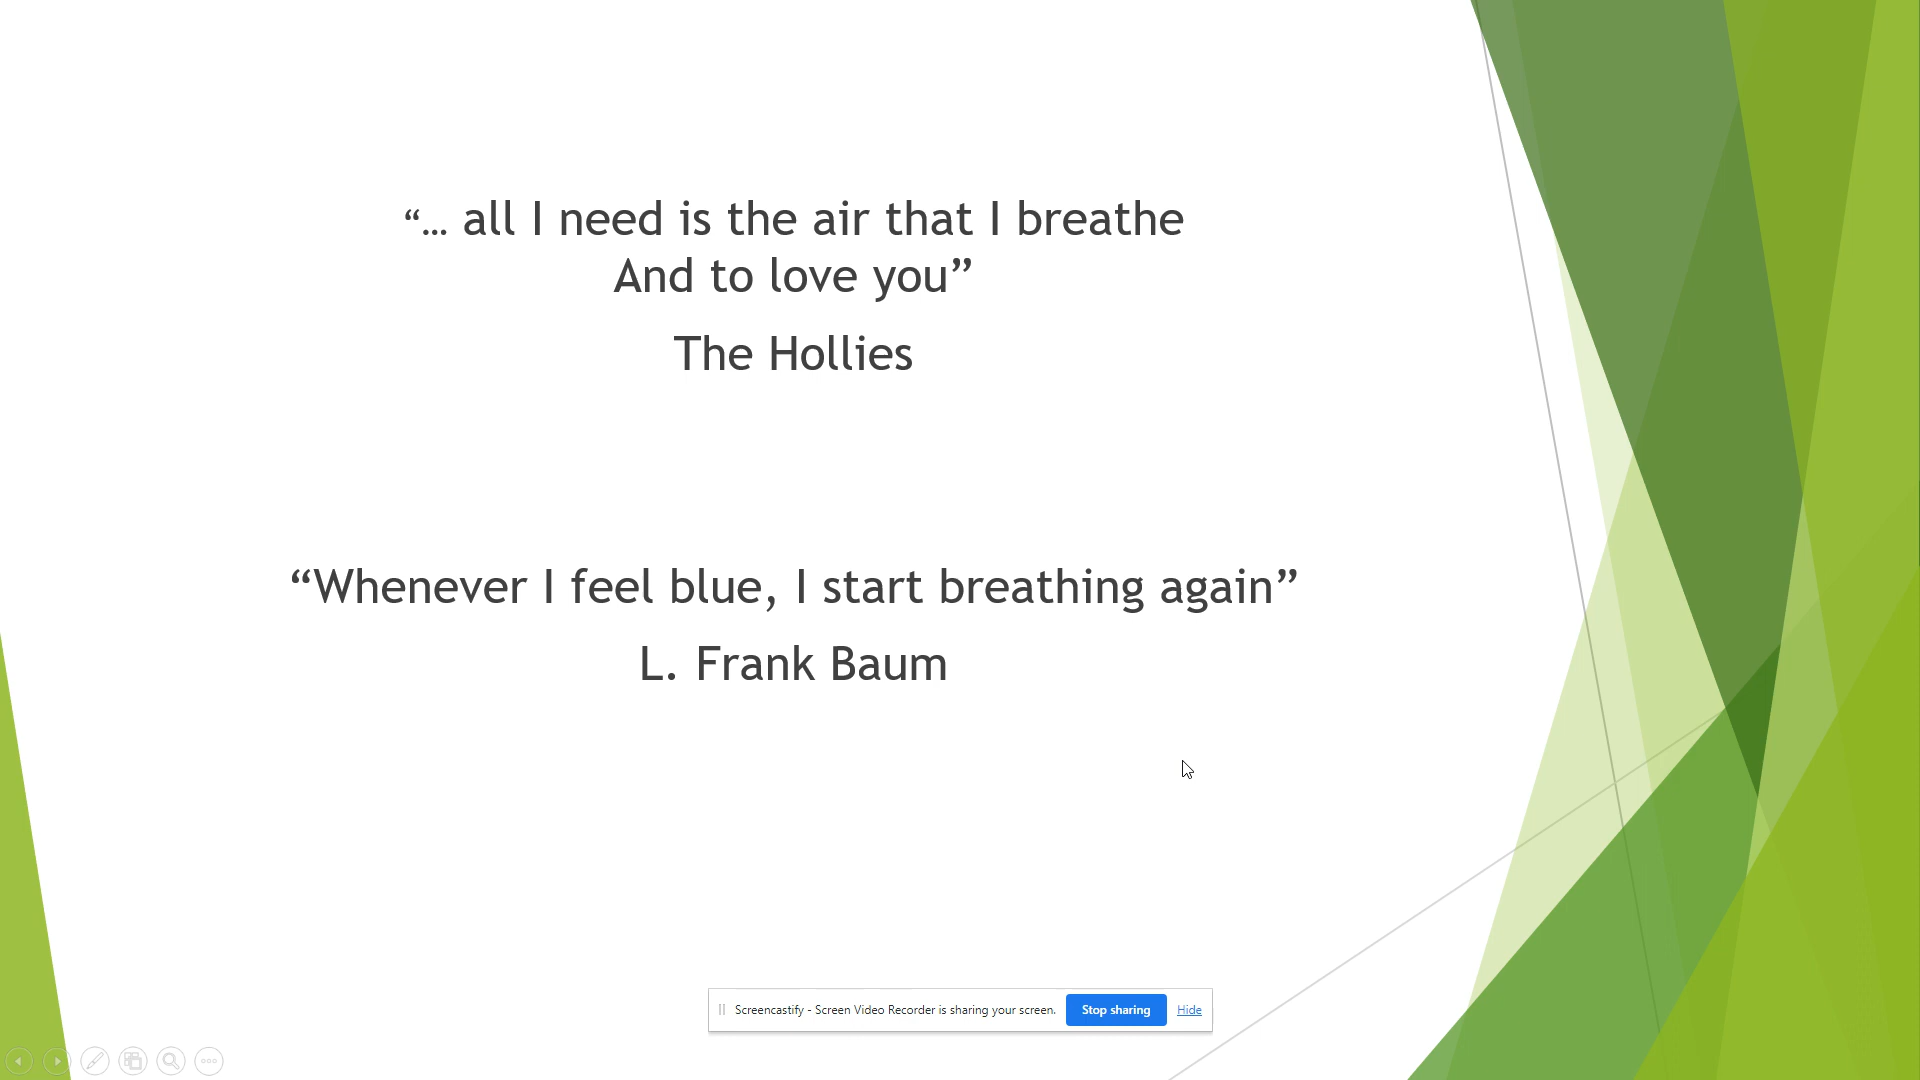 “… all I need is the air that I breathe
And to love you”
The Hollies
“Whenever I feel blue, I start breathing again”
L. Frank Baum
Screencastify - Screen Video Recorder is sharing your screen. Stop sharing Hide